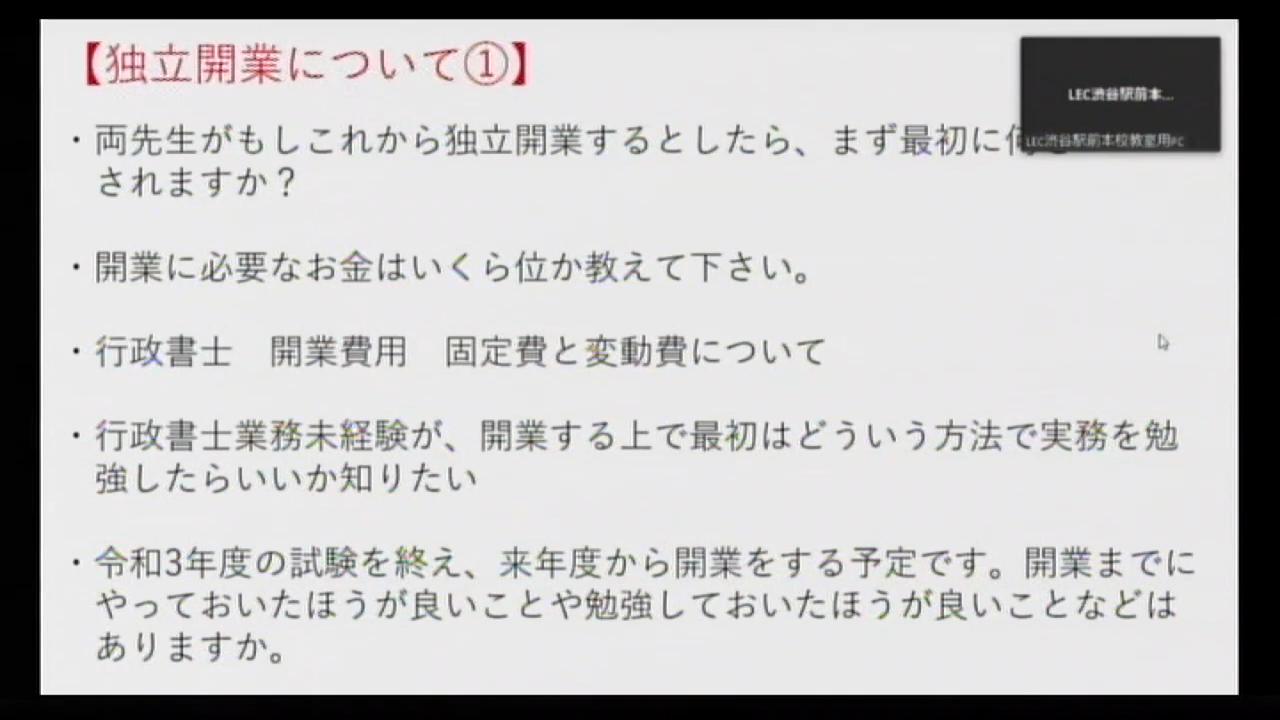 【独立開業について①】
LEC渋谷駅前本...
LEC渋谷駅前本校教室用PC
・両先生がもしこれから独立開業するとしたら、まず最初に何を
されますか？
・開業に必要なお金はいくら位か教えて下さい。
・行政書士　開業費用　固定費と変動費について
・行政書士業務未経験が、開業する上で最初はどういう方法で実務を勉
強したらいいか知りたい
・令和3年度の試験を終え、来年度から開業をする予定です。開業までに
やっておいたほうが良いことや勉強しておいたほうが良いことなどは
ありますか。